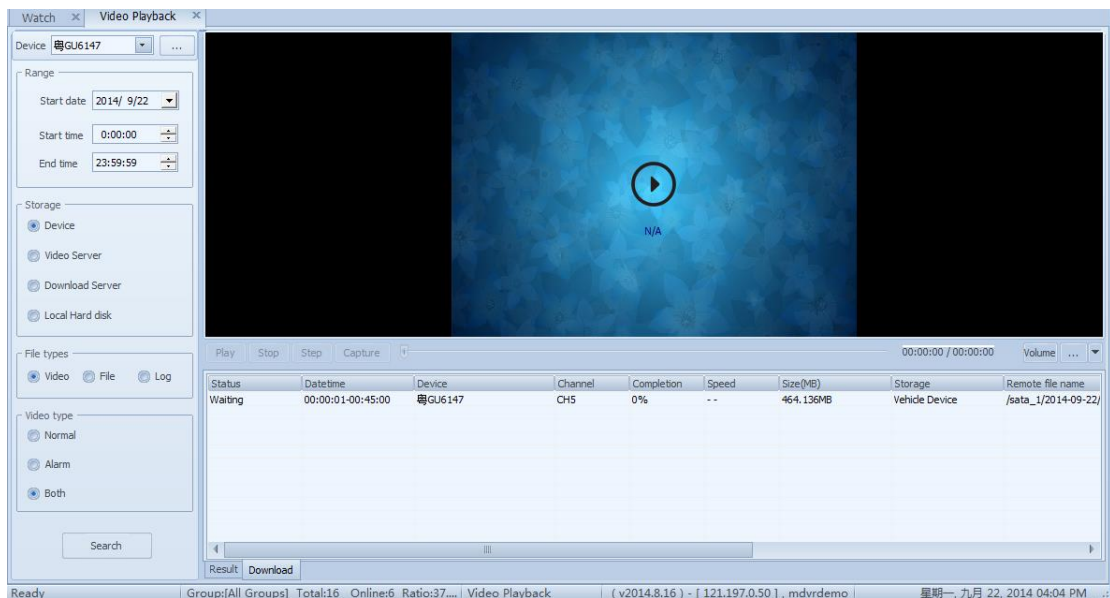 Watch × Video Playback ×
Device 粤GU6147 ...
Range
Start date 2014/ 9/22
Start time 0:00:00
End time 23:59:59
Storage
Device
Video Server
Download Server
Local Hard disk
File types
Video File Log
Video type
Normal
Alarm
Both
Search
N/A
Play Stop Step Capture 00:00:00 / 00:00:00 Volume ...
Status Datetime Device Channel Completion Speed Size(MB) Storage Remote file name
Waiting 00:00:01-00:45:00 粤GU6147 CH5 0% -- 464.136MB Vehicle Device /sata_1/2014-09-22/
Result Download
Ready Group:[All Groups] Total:16 Online:6 Ratio:37.... Video Playback ( v2014.8.16 ) - [ 121.197.0.50 ] , mdvrdemo 星期一, 九月 22, 2014 04:04 PM